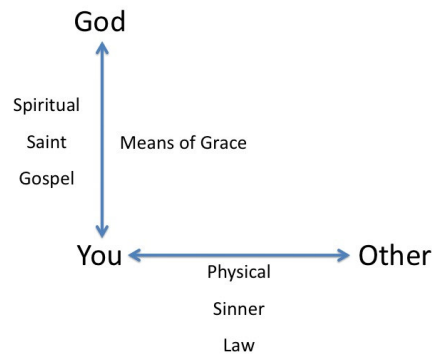 God
Spiritual
Saint
Means of Grace
Gospel
You
Other
Physical
Sinner
Law